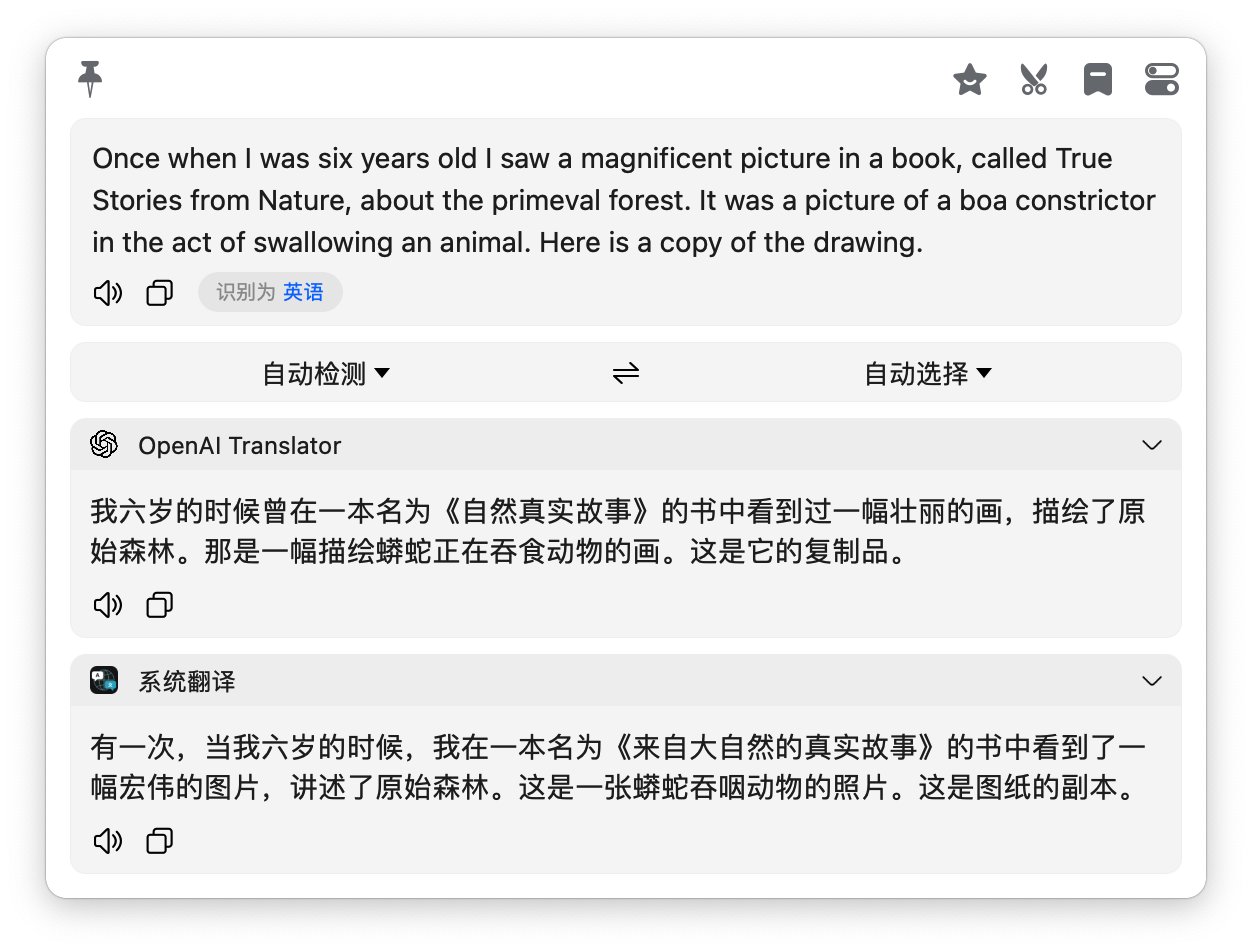 Once when I was six years old I saw a magnificent picture in a book, called True
Stories from Nature, about the primeval forest. It was a picture of a boa constrictor
in the act of swallowing an animal. Here is a copy of the drawing.
识别为 英语
自动检测 自动选择
OpenAI Translator
我六岁的时候曾在一本名为《自然真实故事》的书中看到过一幅壮丽的画，描绘了原
始森林。那是一幅描绘蟒蛇正在吞食动物的画。这是它的复制品。
系统翻译
有一次，当我六岁的时候，我在一本名为《来自大自然的真实故事》的书中看到了一
幅宏伟的图片，讲述了原始森林。这是一张蟒蛇吞咽动物的照片。这是图纸的副本。